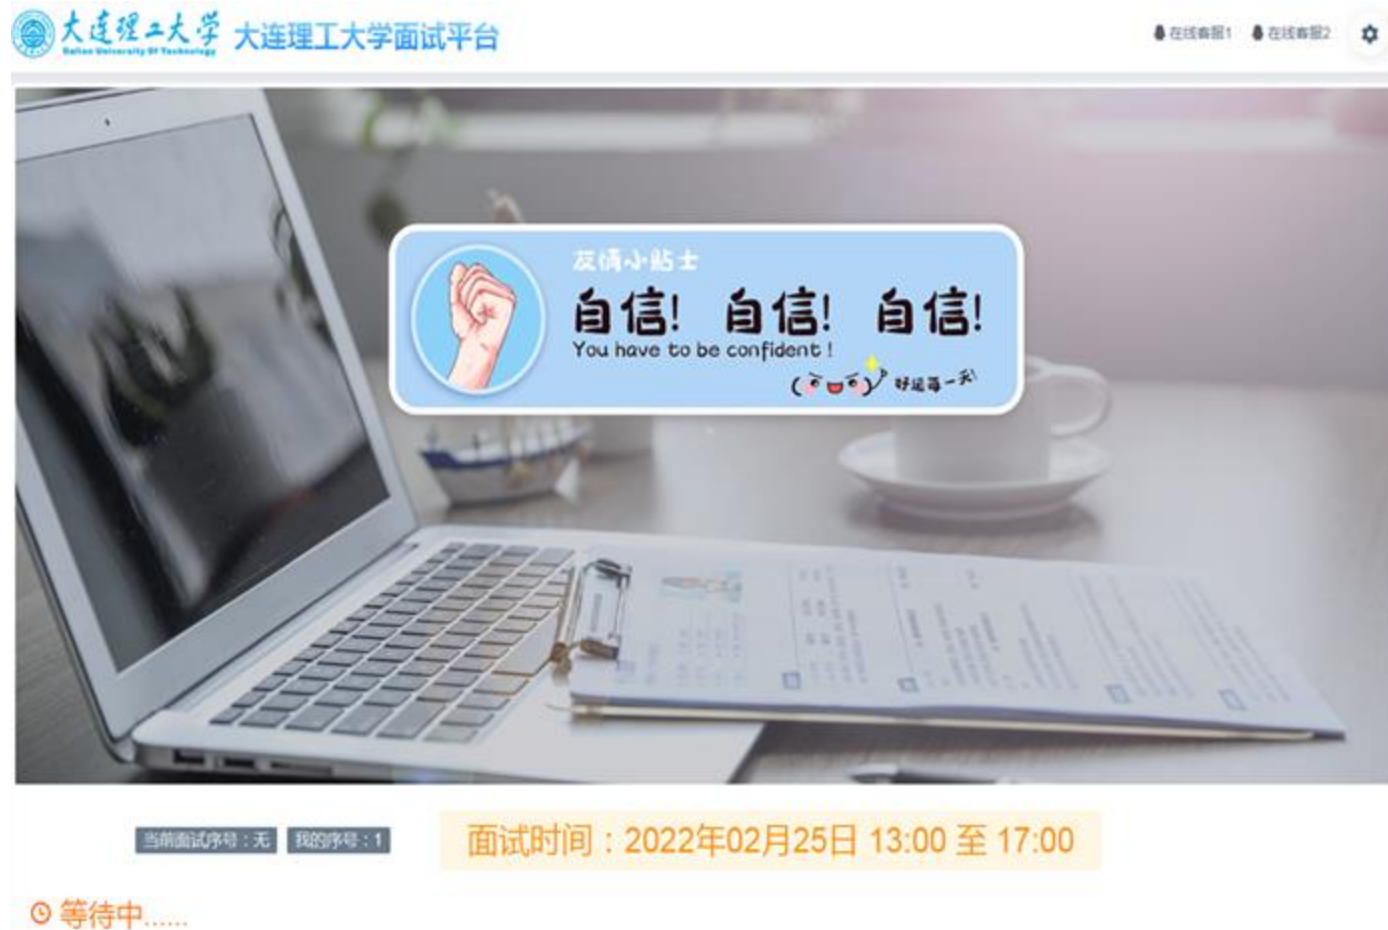 大连理工大学
Dalian University Of Technology
大连理工大学面试平台
在线客服1
在线客服2
友情小贴士
自信! 自信! 自信!
You have to be confident !
好运每一天!
当前面试序号：无
我的序号：1
面试时间：2022年02月25日 13:00 至 17:00
等待中......